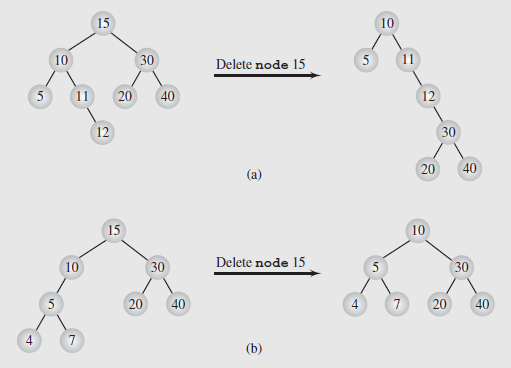 15 10
10 30 Delete node 15 5 11
5 11 20 40 12
12 30
20 40
(a)
15 10
10 30 Delete node 15 5 30
5 20 40 4 7 20 40
4 7
(b)